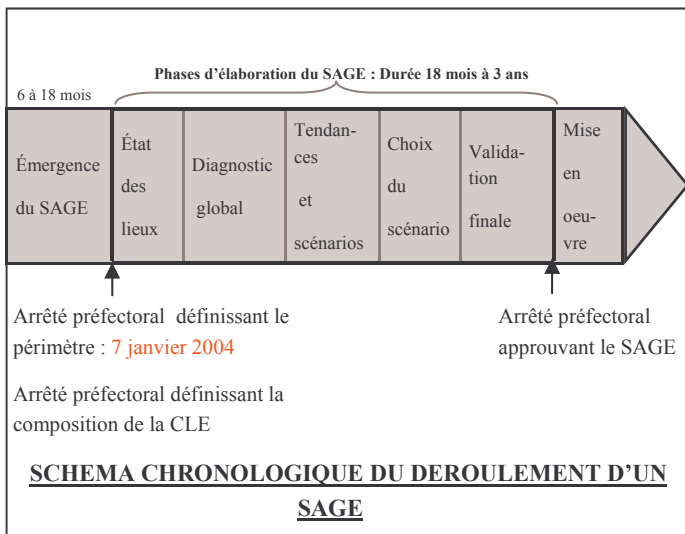 Phases d'élaboration du SAGE : Durée 18 mois à 3 ans
6 à 18 mois
Émergence
du SAGE
État
des
lieux
Diagnostic
global
Tendan-
ces
et
scénarios
Choix
du
scénario
Valida-
tion
finale
Mise
en
oeu-
vre
Arrêté préfectoral définissant le
périmètre : 7 janvier 2004
Arrêté préfectoral définissant la
composition de la CLE
Arrêté préfectoral
approuvant le SAGE
SCHEMA CHRONOLOGIQUE DU DEROULEMENT D'UN
SAGE